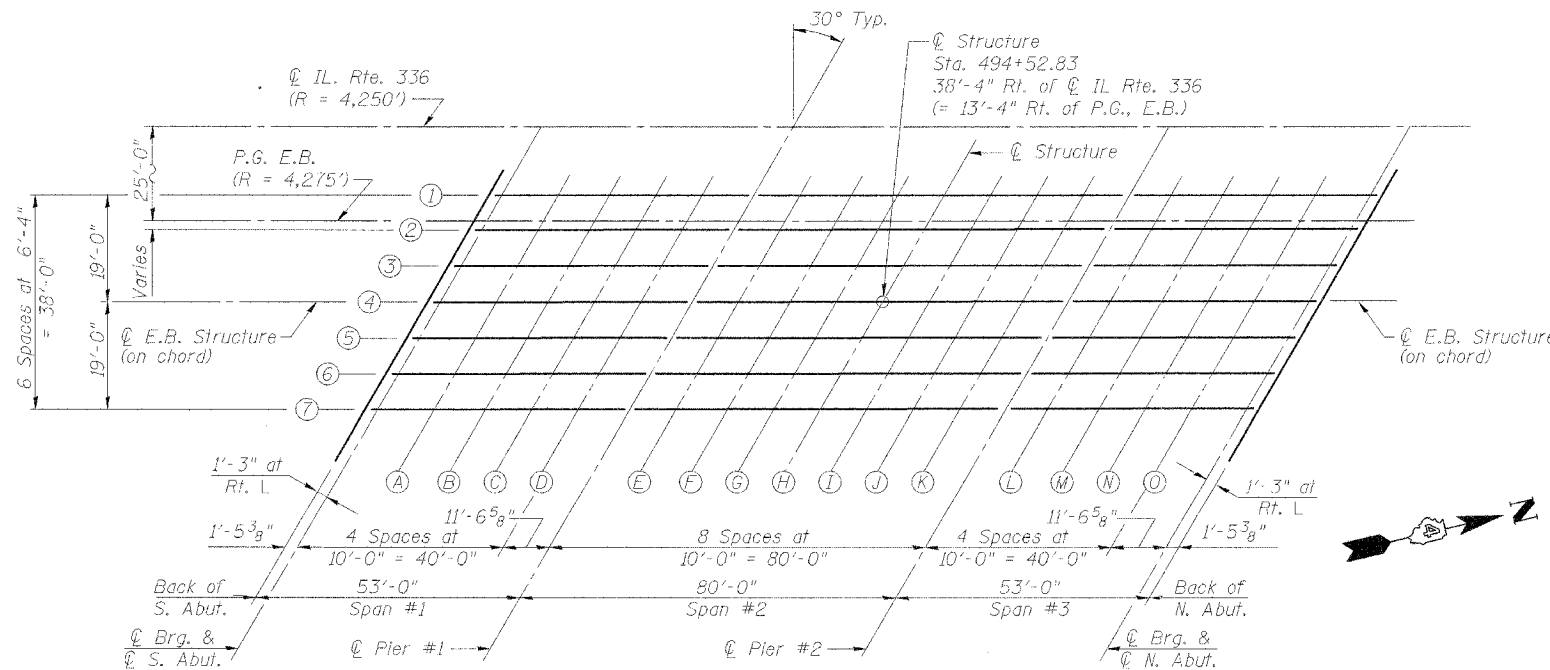 30° Typ.
℄ Structure
Sta. 494+52.83
38'-4" Rt. of ℄ IL Rte. 336
(= 13'-4" Rt. of P.G., E.B.)
℄ IL. Rte. 336
(R = 4,250')
℄ Structure
P.G. E.B.
(R = 4,275')
25'-0"
Varies
6 Spaces at 6'-4"
= 38'-0"
19'-0"
19'-0"
1
2
3
4
5
6
7
℄ E.B. Structure
(on chord)
℄ E.B. Structure
(on chord)
A B C D E F G H I J K L M N O
1'-3" at
Rt. L
1'-3" at
Rt. L
1'-5 3/8"
4 Spaces at
10'-0" = 40'-0"
11'-6 5/8"
8 Spaces at
10'-0" = 80'-0"
4 Spaces at
10'-0" = 40'-0"
11'-6 5/8"
1'-5 3/8"
Back of
S. Abut.
53'-0"
Span #1
80'-0"
Span #2
53'-0"
Span #3
Back of
N. Abut.
℄ Brg. &
℄ S. Abut.
℄ Pier #1
℄ Pier #2
℄ Brg. &
℄ N. Abut.
4
N